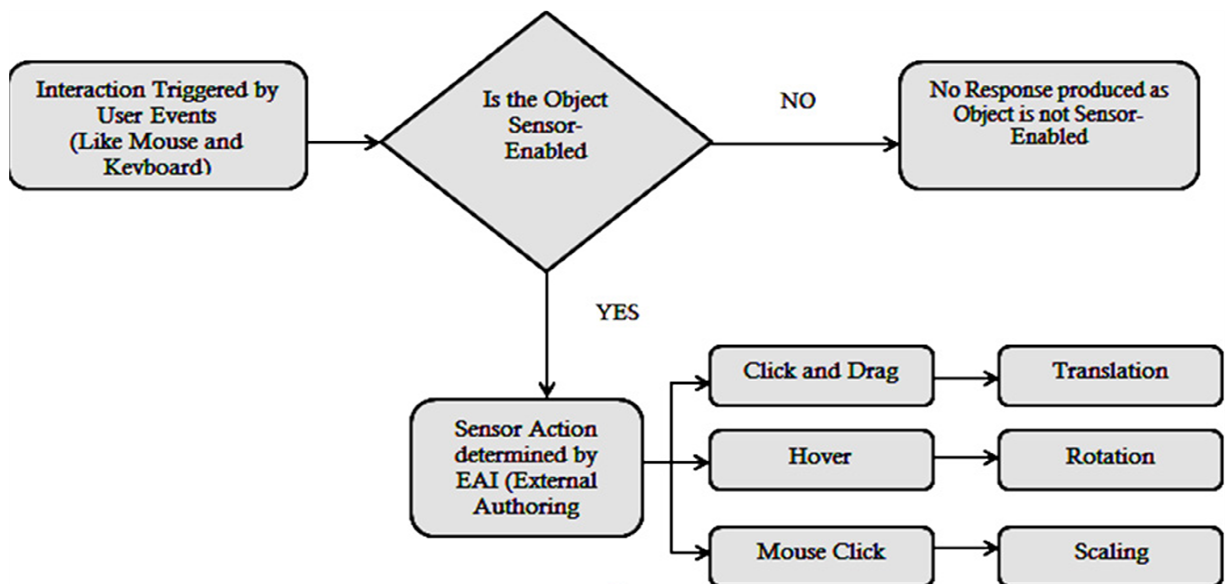 Interaction Triggered by
User Events
(Like Mouse and
Keyboard)
Is the Object
Sensor-
Enabled
NO
No Response produced as
Object is not Sensor-
Enabled
YES
Sensor Action
determined by
EAI (External
Authoring
Click and Drag
Translation
Hover
Rotation
Mouse Click
Scaling